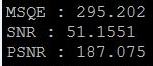 MSQE : 295.202
SNR : 51.1551
PSNR : 187.075